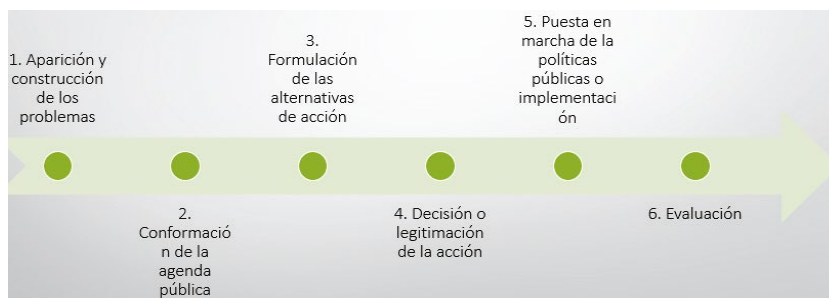 1. Aparición y
construcción
de los
problemas
2.
Conformació
n de la
agenda
pública
3.
Formulación
de las
alternativas
de acción
4. Decisión o
legitimación
de la acción
5. Puesta en
marcha de la
políticas
públicas o
implementaci
ón
6. Evaluación